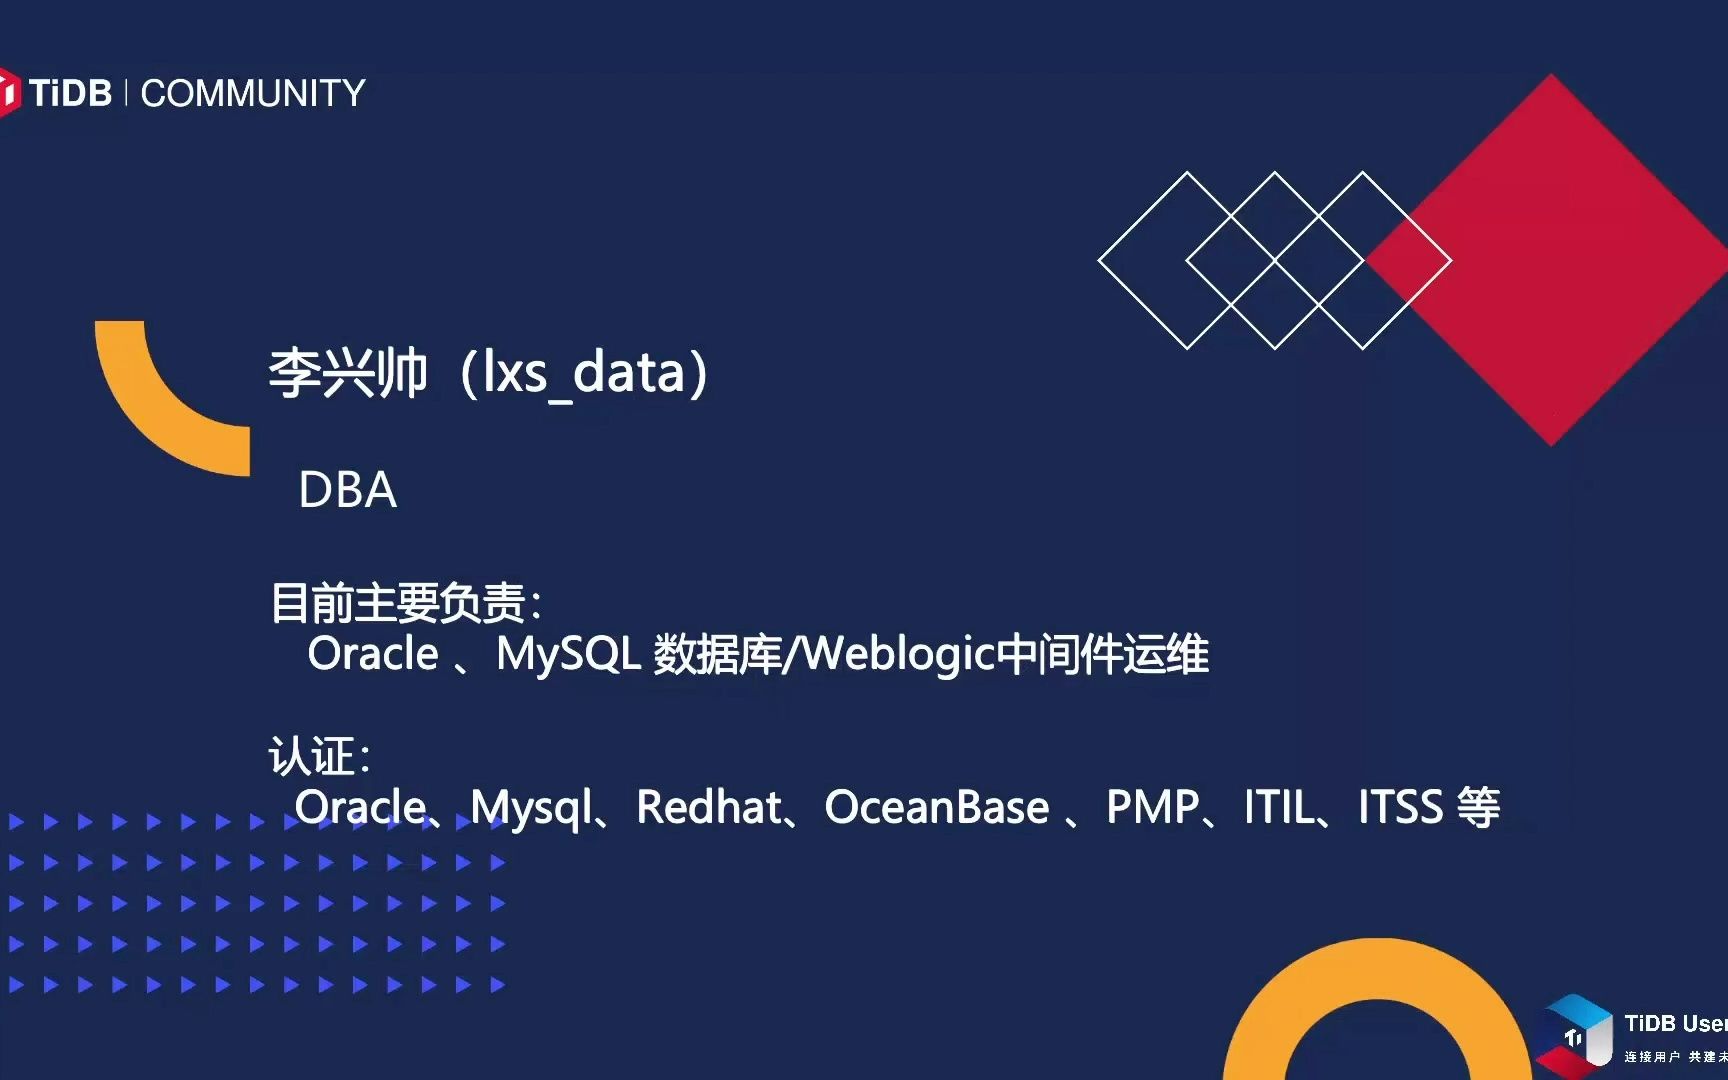 TiDB | COMMUNITY
李兴帅（lxs_data）
DBA
目前主要负责：
Oracle 、MySQL 数据库/Weblogic中间件运维
认证：
Oracle、Mysql、Redhat、OceanBase 、PMP、ITIL、ITSS 等
TiDB User
连接用户 共建未